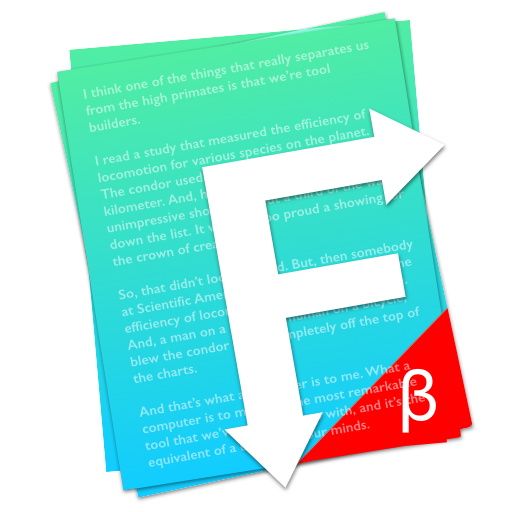 I think one of the things that really separates us
from the high primates is that we're tool
builders.
I read a study that measured the efficiency of
locomotion for various species on the planet.
The condor used
kilometer. And, h
unimpressive sho too proud a showing
down the list. It
the crown of crea
So, that didn't loo d. But, then somebody
at Scientific Ame the
efficiency of loco
And, a man on a
blew the condor mpletely off the top of
the charts.
And that's what a er is to me. What a
computer is to m e most remarkable
tool that we' with, and it's the
equivalent of a ur minds.
F
β